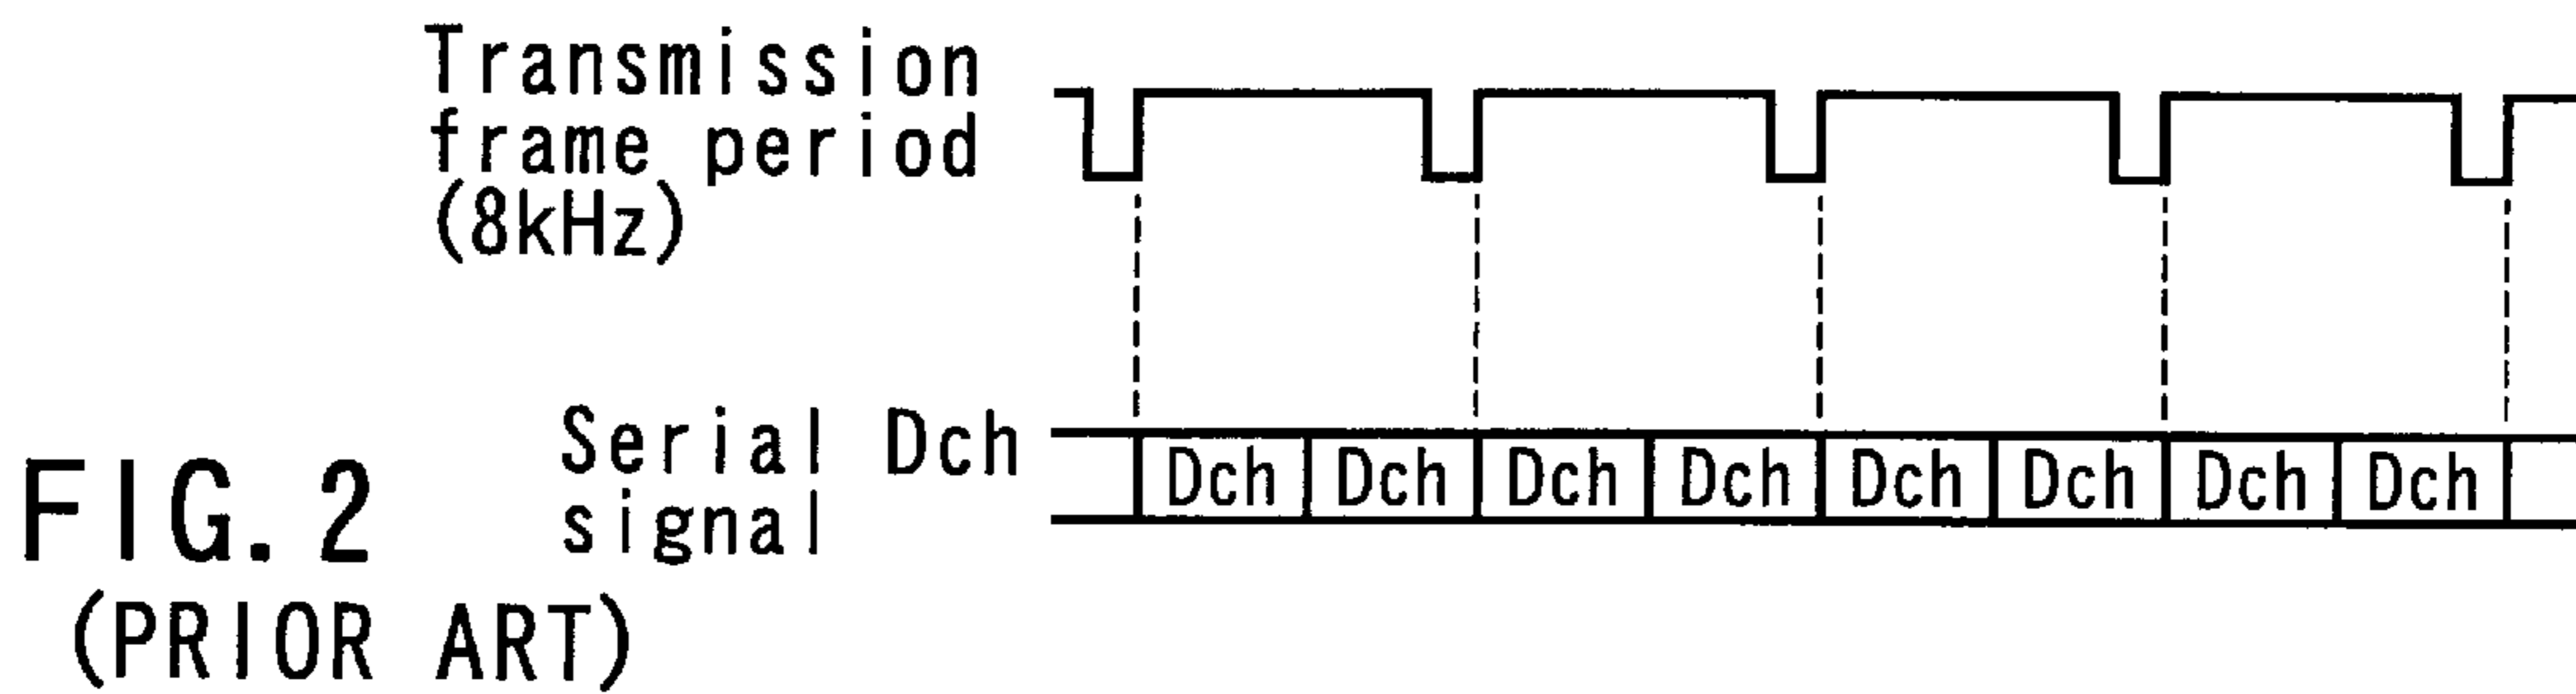 Transmission
frame period
(8kHz)
Serial Dch
signal
Dch Dch Dch Dch Dch Dch Dch Dch
FIG.2
(PRIOR ART)